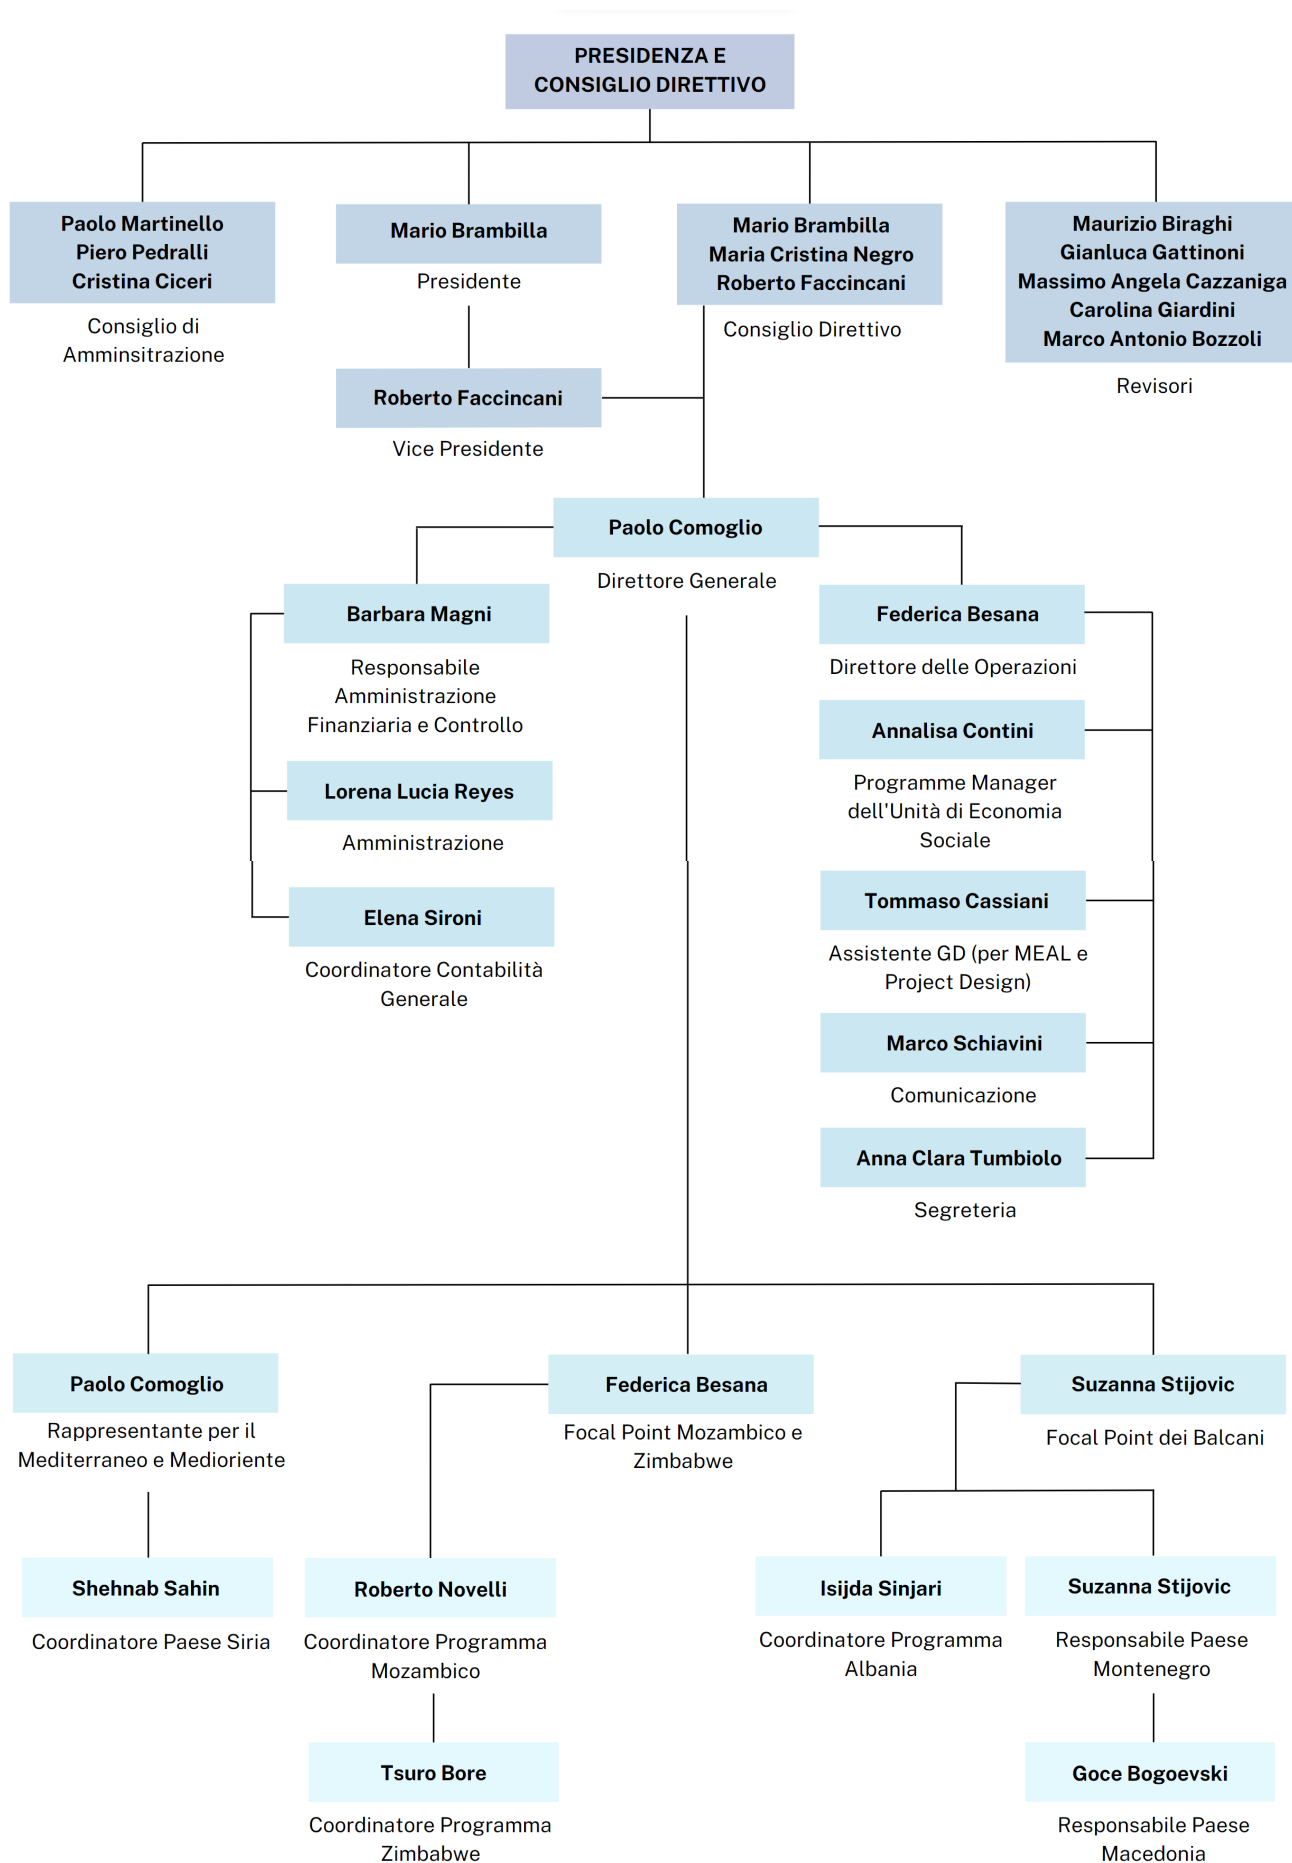 PRESIDENZA E
CONSIGLIO DIRETTIVO
Paolo Martinello
Piero Pedralli
Cristina Ciceri
Consiglio di
Amminsitrazione
Mario Brambilla
Presidente
Roberto Faccincani
Vice Presidente
Mario Brambilla
Maria Cristina Negro
Roberto Faccincani
Consiglio Direttivo
Maurizio Biraghi
Gianluca Gattinoni
Massimo Angela Cazzaniga
Carolina Giardini
Marco Antonio Bozzoli
Revisori
Paolo Comoglio
Direttore Generale
Barbara Magni
Responsabile
Amministrazione
Finanziaria e Controllo
Lorena Lucia Reyes
Amministrazione
Elena Sironi
Coordinatore Contabilità
Generale
Federica Besana
Direttore delle Operazioni
Annalisa Contini
Programme Manager
dell'Unità di Economia
Sociale
Tommaso Cassiani
Assistente GD (per MEAL e
Project Design)
Marco Schiavini
Comunicazione
Anna Clara Tumbiolo
Segreteria
Paolo Comoglio
Rappresentante per il
Mediterraneo e Medioriente
Shehnab Sahin
Coordinatore Paese Siria
Federica Besana
Focal Point Mozambico e
Zimbabwe
Roberto Novelli
Coordinatore Programma
Mozambico
Tsuro Bore
Coordinatore Programma
Zimbabwe
Suzanna Stijovic
Focal Point dei Balcani
Isijda Sinjari
Coordinatore Programma
Albania
Suzanna Stijovic
Responsabile Paese
Montenegro
Goce Bogoevski
Responsabile Paese
Macedonia